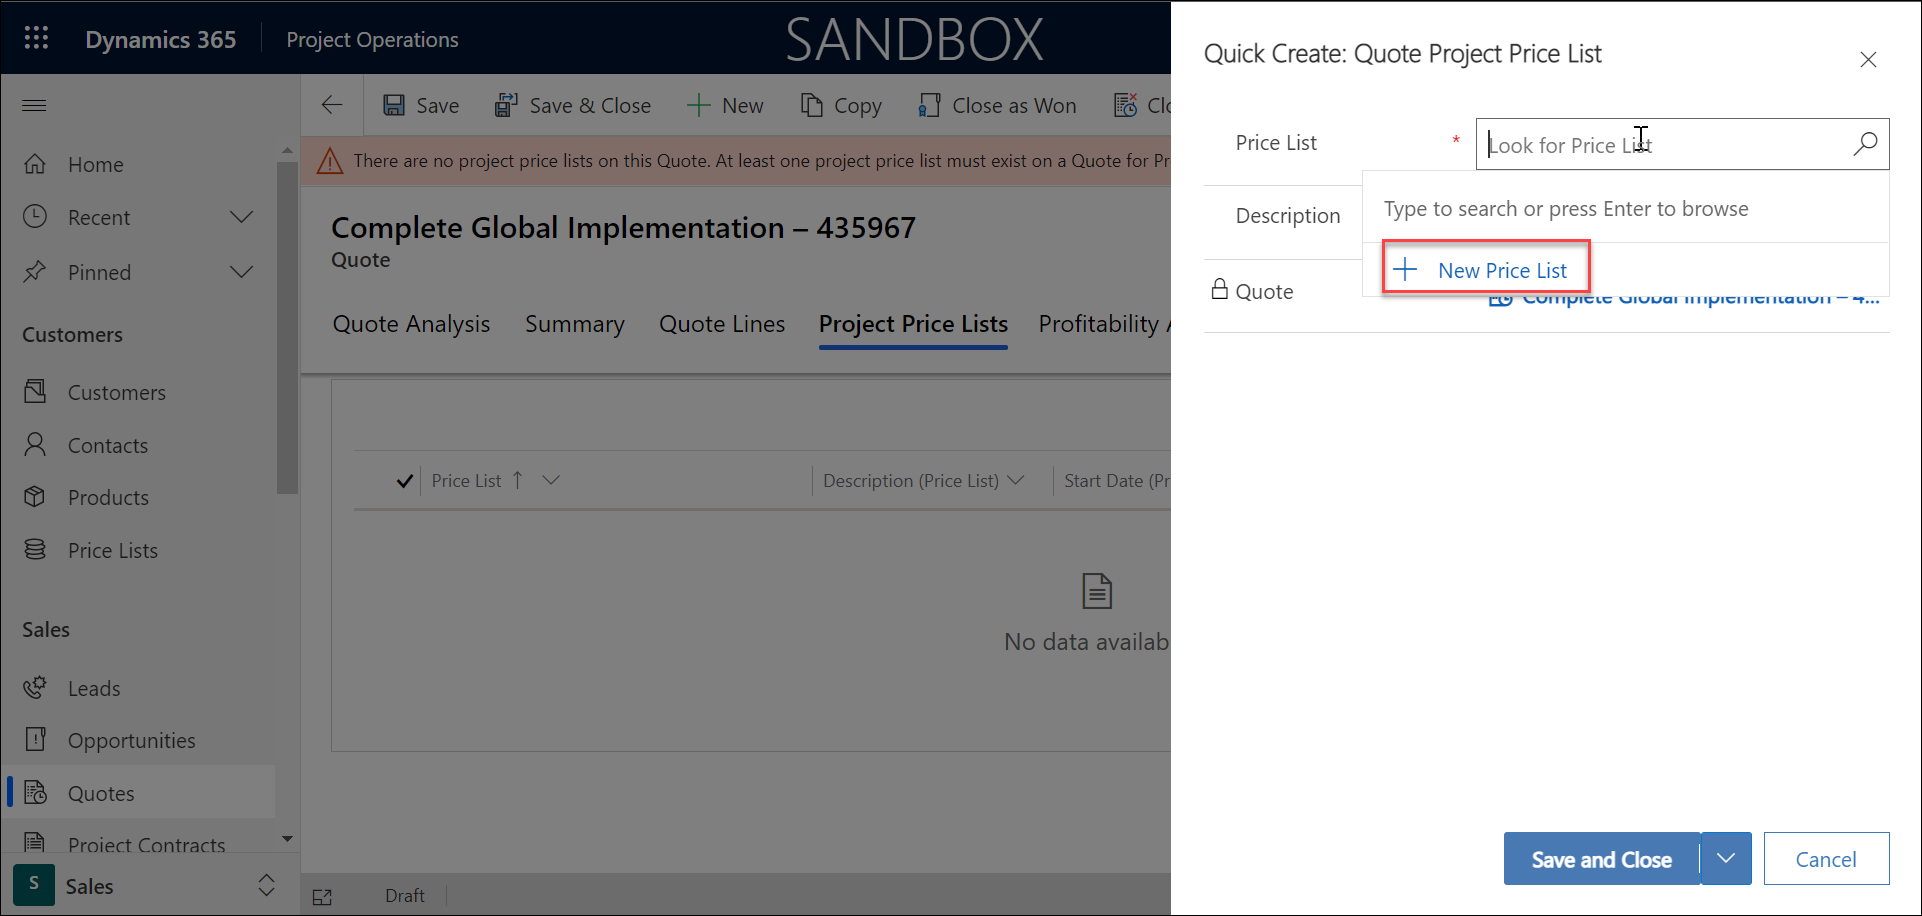 Dynamics 365
Project Operations
SANDBOX
Save
Save & Close
New
Copy
Close as Won
Clo
There are no project price lists on this Quote. At least one project price list must exist on a Quote for Pr
Complete Global Implementation – 435967
Quote
Quote Analysis
Summary
Quote Lines
Project Price Lists
Profitability A
Price List
Description (Price List)
Start Date (Pr
No data availab
Home
Recent
Pinned
Customers
Customers
Contacts
Products
Price Lists
Sales
Leads
Opportunities
Quotes
Project Contracts
S
Sales
Draft
Quick Create: Quote Project Price List
Price List
*
Look for Price List
Type to search or press Enter to browse
Description
New Price List
Quote
Complete Global Implementation – 4...
Save and Close
Cancel